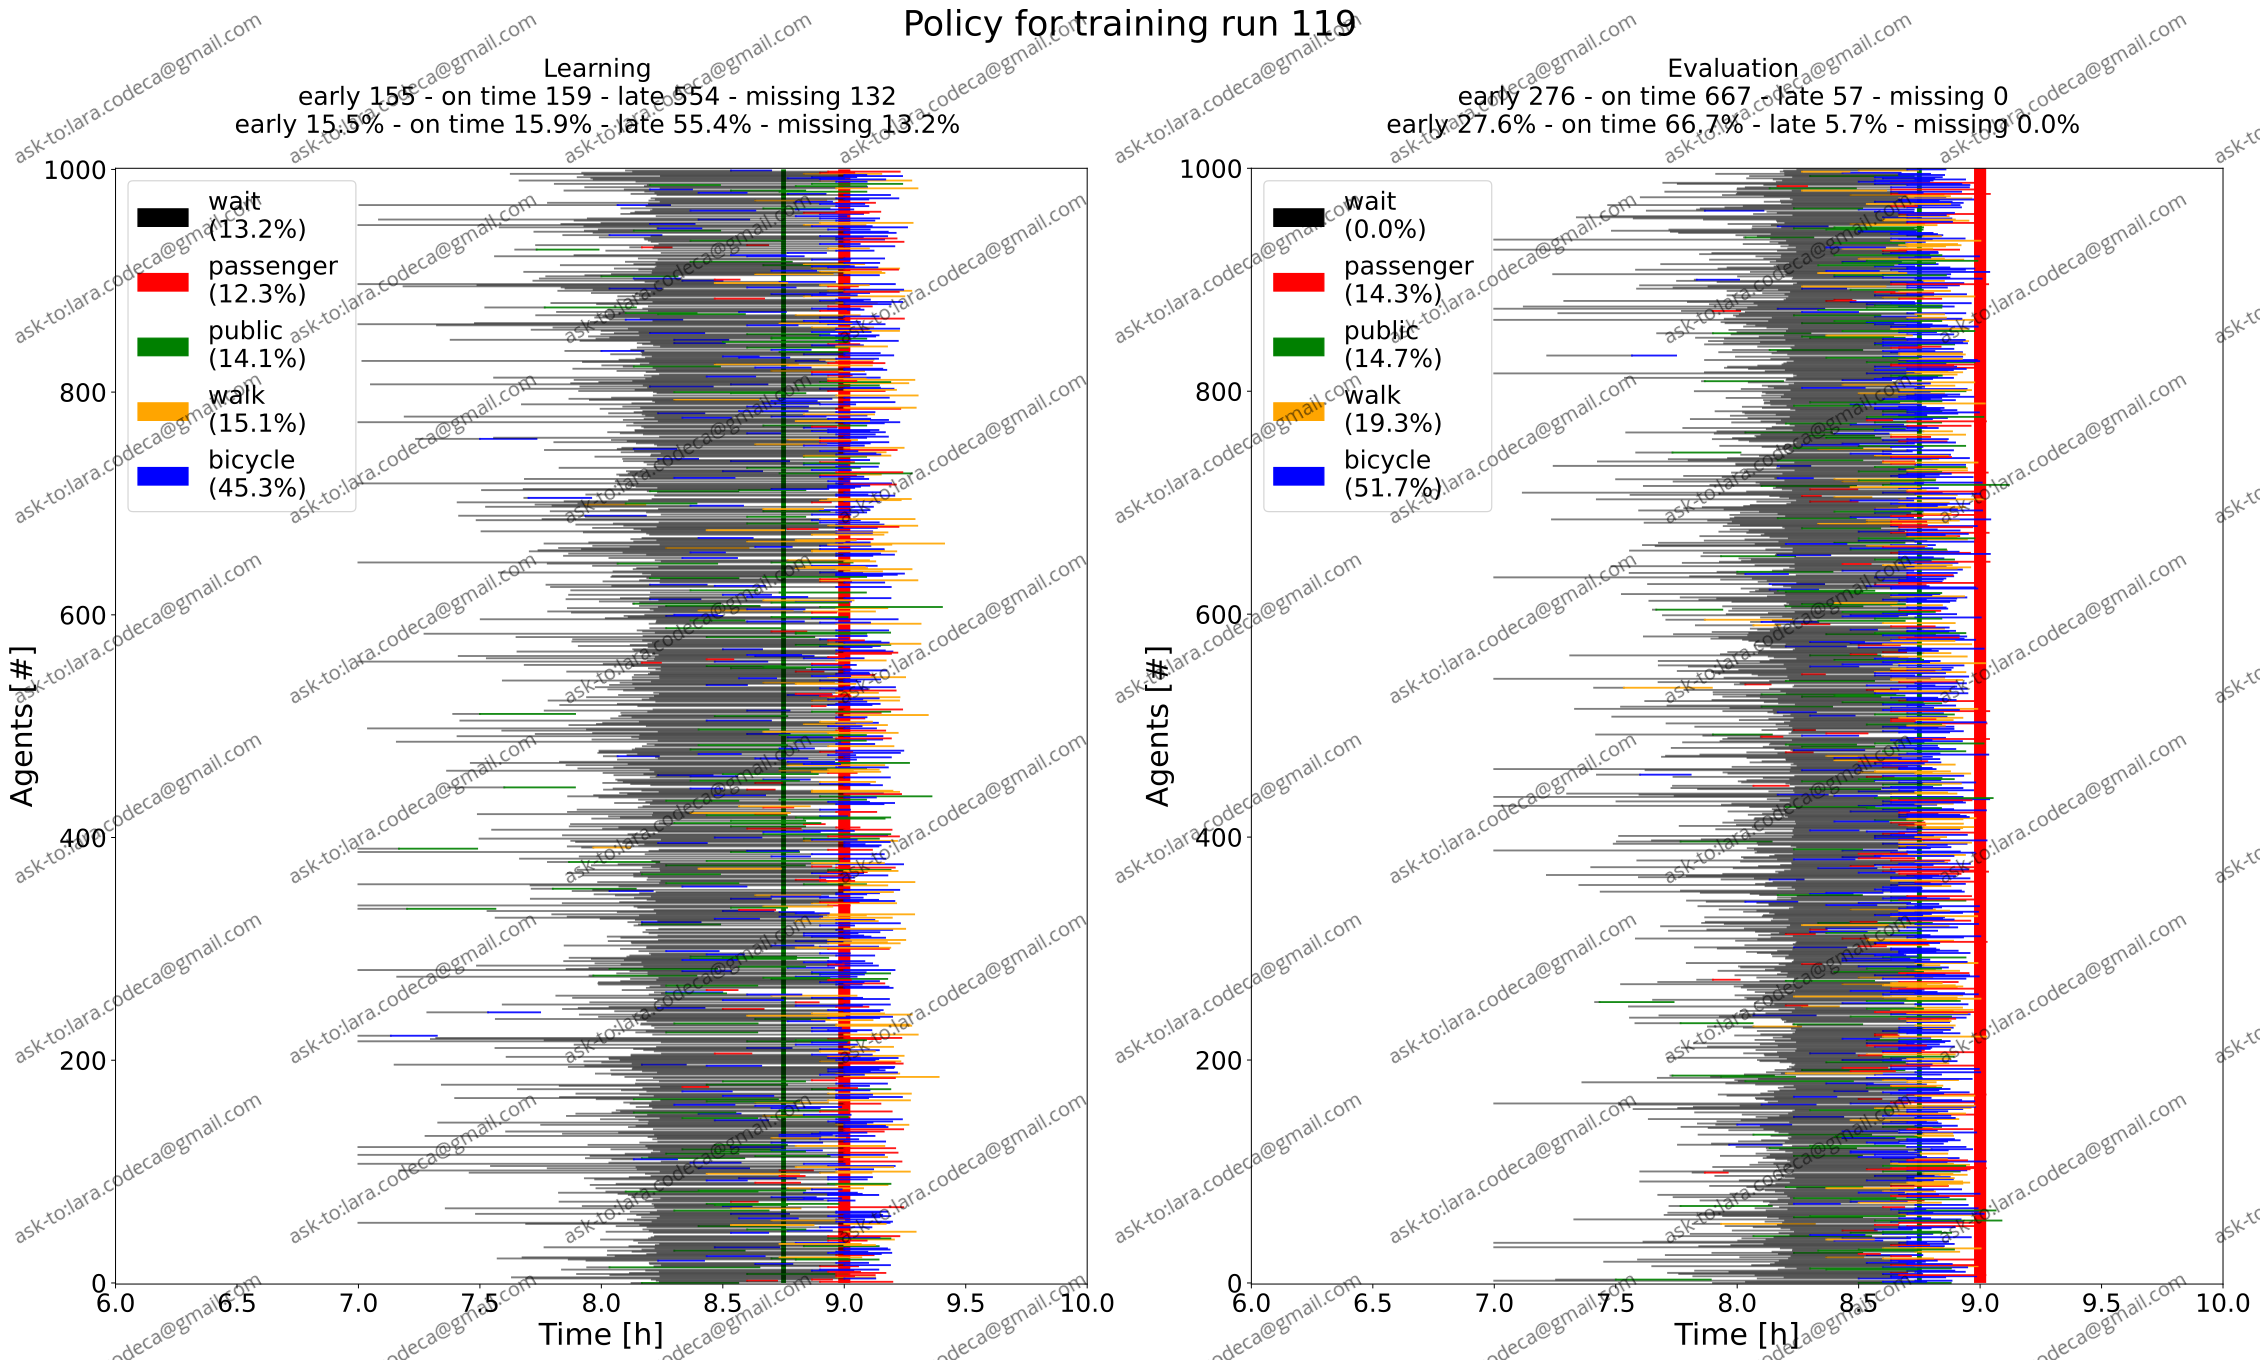 Policy for training run 119
Learning
early 155 - on time 159 - late 554 - missing 132
early 15.5% - on time 15.9% - late 55.4% - missing 13.2%
Evaluation
early 276 - on time 667 - late 57 - missing 0
early 27.6% - on time 66.7% - late 5.7% - missing 0.0%
wait
(13.2%)
passenger
(12.3%)
public
(14.1%)
walk
(15.1%)
bicycle
(45.3%)
Agents [#]
1000
800
600
400
200
0
6.0 6.5 7.0 7.5 8.0 8.5 9.0 9.5 10.0
Time [h]
wait
(0.0%)
passenger
(14.3%)
public
(14.7%)
walk
(19.3%)
bicycle
(51.7%)
Agents [#]
1000
800
600
400
200
0
6.0 6.5 7.0 7.5 8.0 8.5 9.0 9.5 10.0
Time [h]
ask-to:lara.codeca@gmail.com